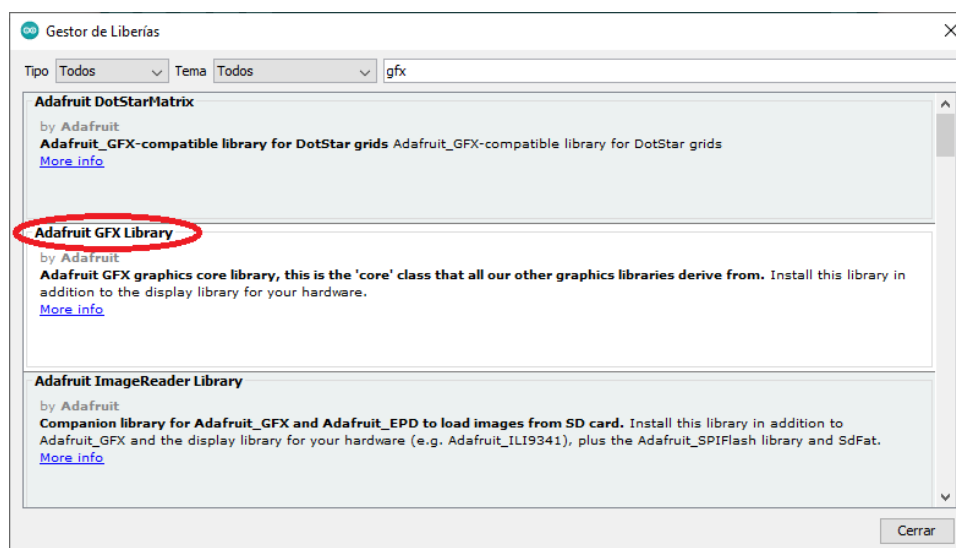 Gestor de Liberías
Tipo Todos Tema Todos gfx
Adafruit DotStarMatrix
by Adafruit
Adafruit_GFX-compatible library for DotStar grids Adafruit_GFX-compatible library for DotStar grids
More info
Adafruit GFX Library
by Adafruit
Adafruit GFX graphics core library, this is the 'core' class that all our other graphics libraries derive from. Install this library in
addition to the display library for your hardware.
More info
Adafruit ImageReader Library
by Adafruit
Companion library for Adafruit_GFX and Adafruit_EPD to load images from SD card. Install this library in addition to
Adafruit_GFX and the display library for your hardware (e.g. Adafruit_ILI9341), plus the Adafruit_SPIFlash library and SdFat.
More info
Cerrar